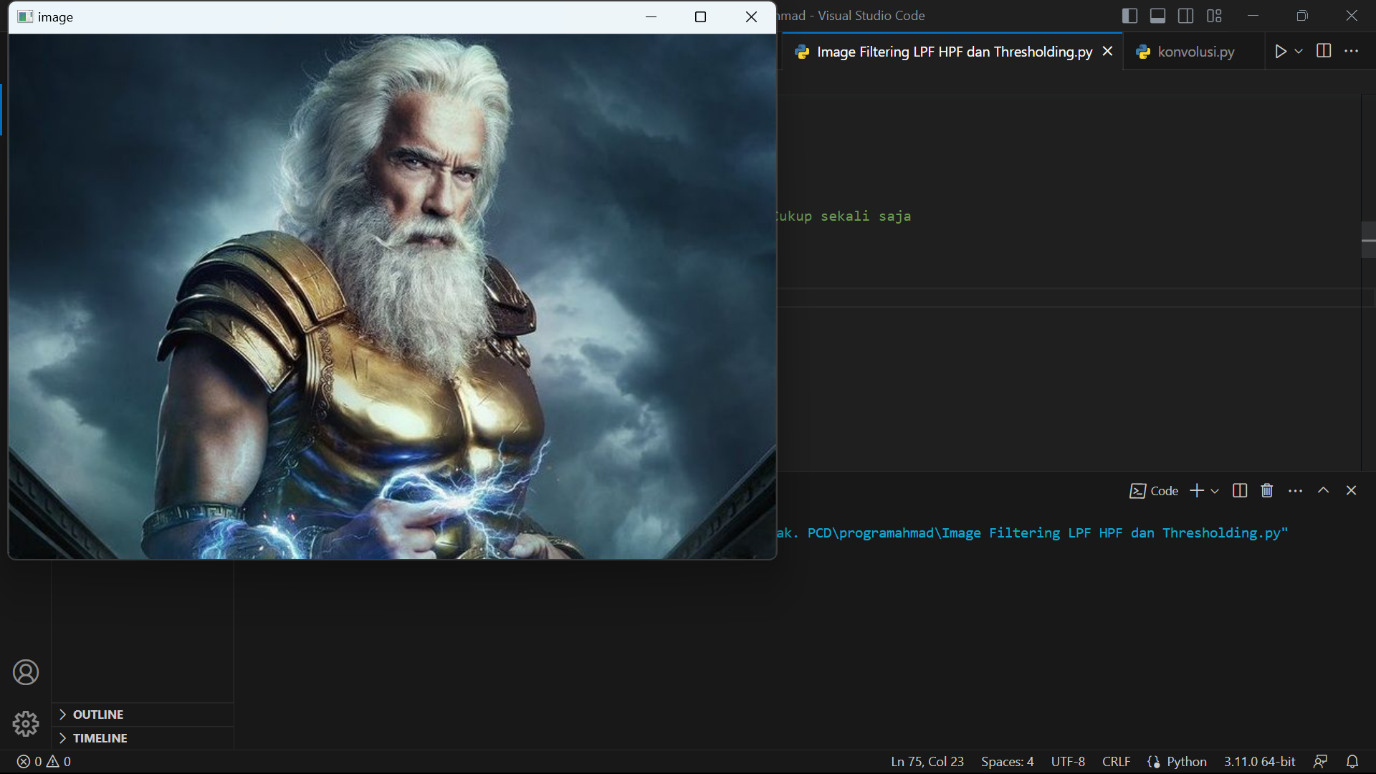 image
mad - Visual Studio Code
Image Filtering LPF HPF dan Thresholding.py
konvolusi.py
ukup sekali saja
Code
ak. PCD\programahmad\Image Filtering LPF HPF dan Thresholding.py"
OUTLINE
TIMELINE
0 0
Ln 75, Col 23
Spaces: 4
UTF-8
CRLF
Python
3.11.0 64-bit